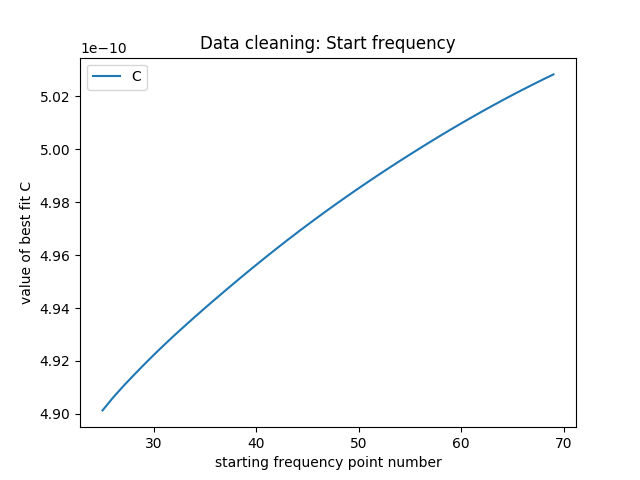 Data cleaning: Start frequency
1e−10
C
5.02
5.00
4.98
4.96
4.94
4.92
4.90
value of best fit C
30 40 50 60 70
starting frequency point number